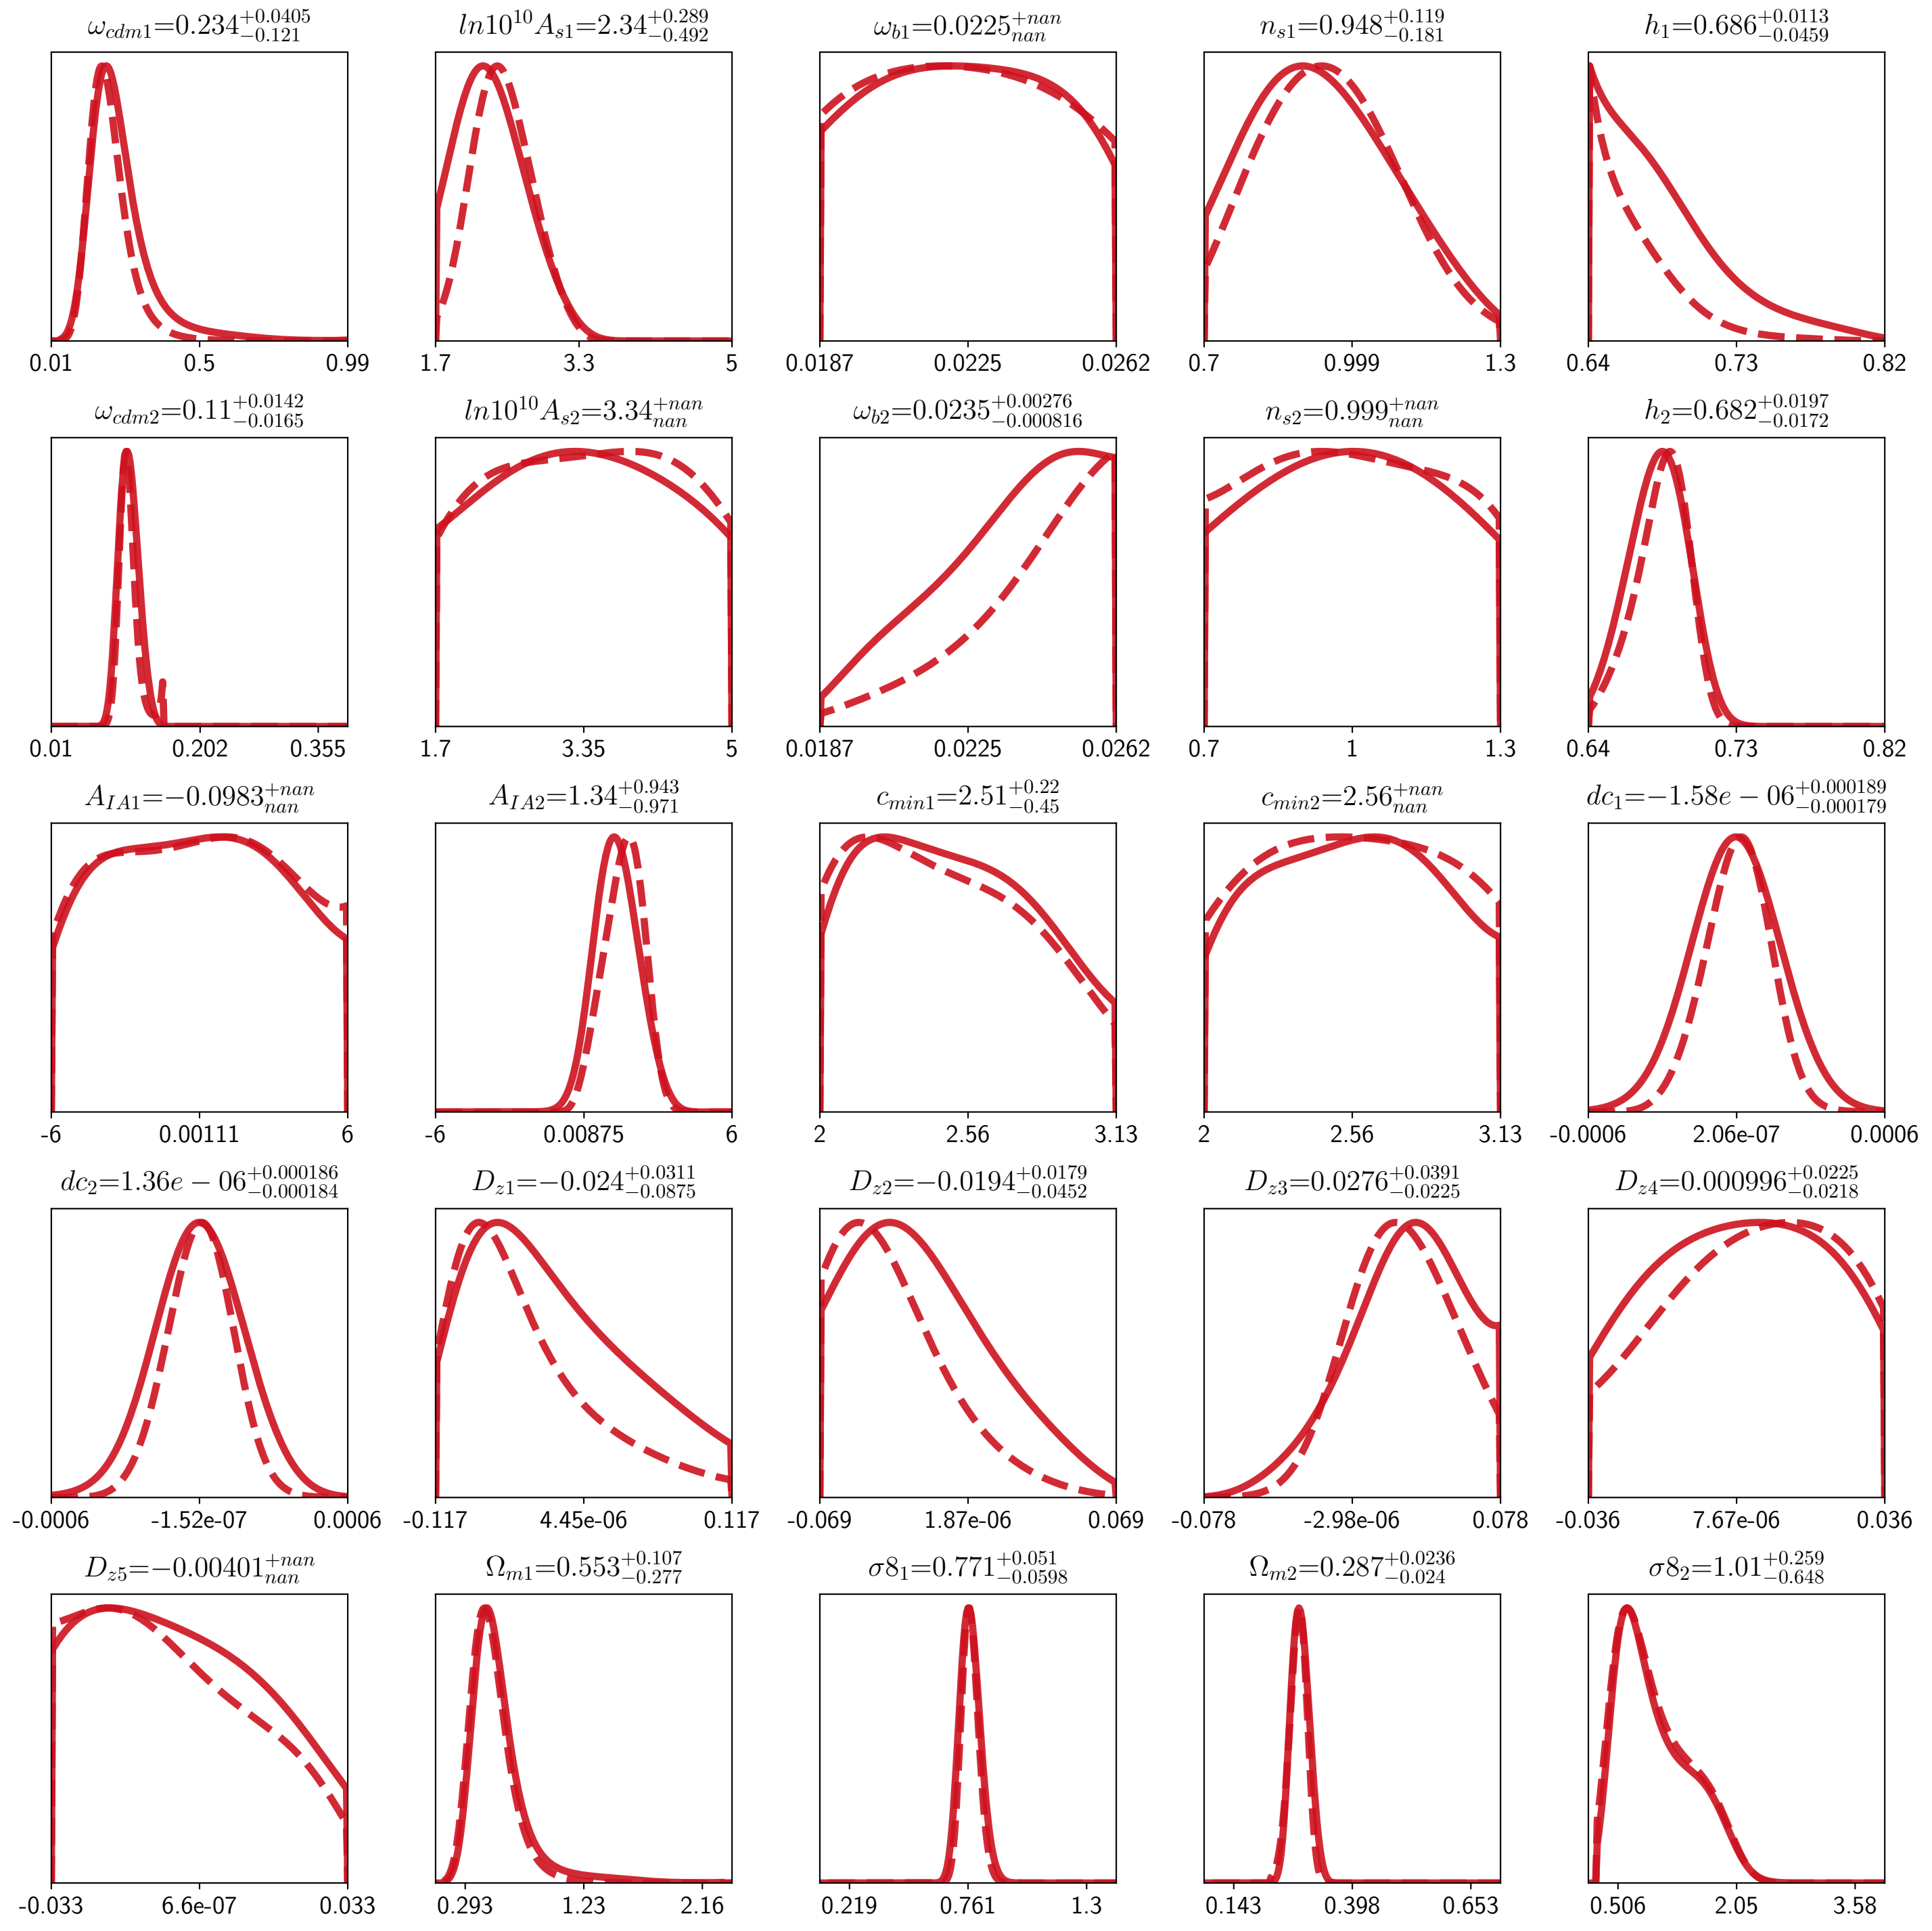 ω_{cdm1}=0.234^{+0.0405}_{−0.121} ln10^{10}A_{s1}=2.34^{+0.289}_{−0.492} ω_{b1}=0.0225^{+nan}_{nan} n_{s1}=0.948^{+0.119}_{−0.181} h_1=0.686^{+0.0113}_{−0.0459}
0.01 0.5 0.99 1.7 3.3 5 0.0187 0.0225 0.0262 0.7 0.999 1.3 0.64 0.73 0.82
ω_{cdm2}=0.11^{+0.0142}_{−0.0165} ln10^{10}A_{s2}=3.34^{+nan}_{nan} ω_{b2}=0.0235^{+0.00276}_{−0.000816} n_{s2}=0.999^{+nan}_{nan} h_2=0.682^{+0.0197}_{−0.0172}
0.01 0.202 0.355 1.7 3.35 5 0.0187 0.0225 0.0262 0.7 1 1.3 0.64 0.73 0.82
A_{IA1}=−0.0983^{+nan}_{nan} A_{IA2}=1.34^{+0.943}_{−0.971} c_{min1}=2.51^{+0.22}_{−0.45} c_{min2}=2.56^{+nan}_{nan} dc_1=−1.58e − 06^{+0.000189}_{−0.000179}
-6 0.00111 6 -6 0.00875 6 2 2.56 3.13 2 2.56 3.13 -0.0006 2.06e-07 0.0006
dc_2=1.36e − 06^{+0.000186}_{−0.000184} D_{z1}=−0.024^{+0.0311}_{−0.0875} D_{z2}=−0.0194^{+0.0179}_{−0.0452} D_{z3}=0.0276^{+0.0391}_{−0.0225} D_{z4}=0.000996^{+0.0225}_{−0.0218}
-0.0006 -1.52e-07 0.0006 -0.117 4.45e-06 0.117 -0.069 1.87e-06 0.069 -0.078 -2.98e-06 0.078 -0.036 7.67e-06 0.036
D_{z5}=−0.00401^{+nan}_{nan} Ω_{m1}=0.553^{+0.107}_{−0.277} σ8_1=0.771^{+0.051}_{−0.0598} Ω_{m2}=0.287^{+0.0236}_{−0.024} σ8_2=1.01^{+0.259}_{−0.648}
-0.033 6.6e-07 0.033 0.293 1.23 2.16 0.219 0.761 1.3 0.143 0.398 0.653 0.506 2.05 3.58